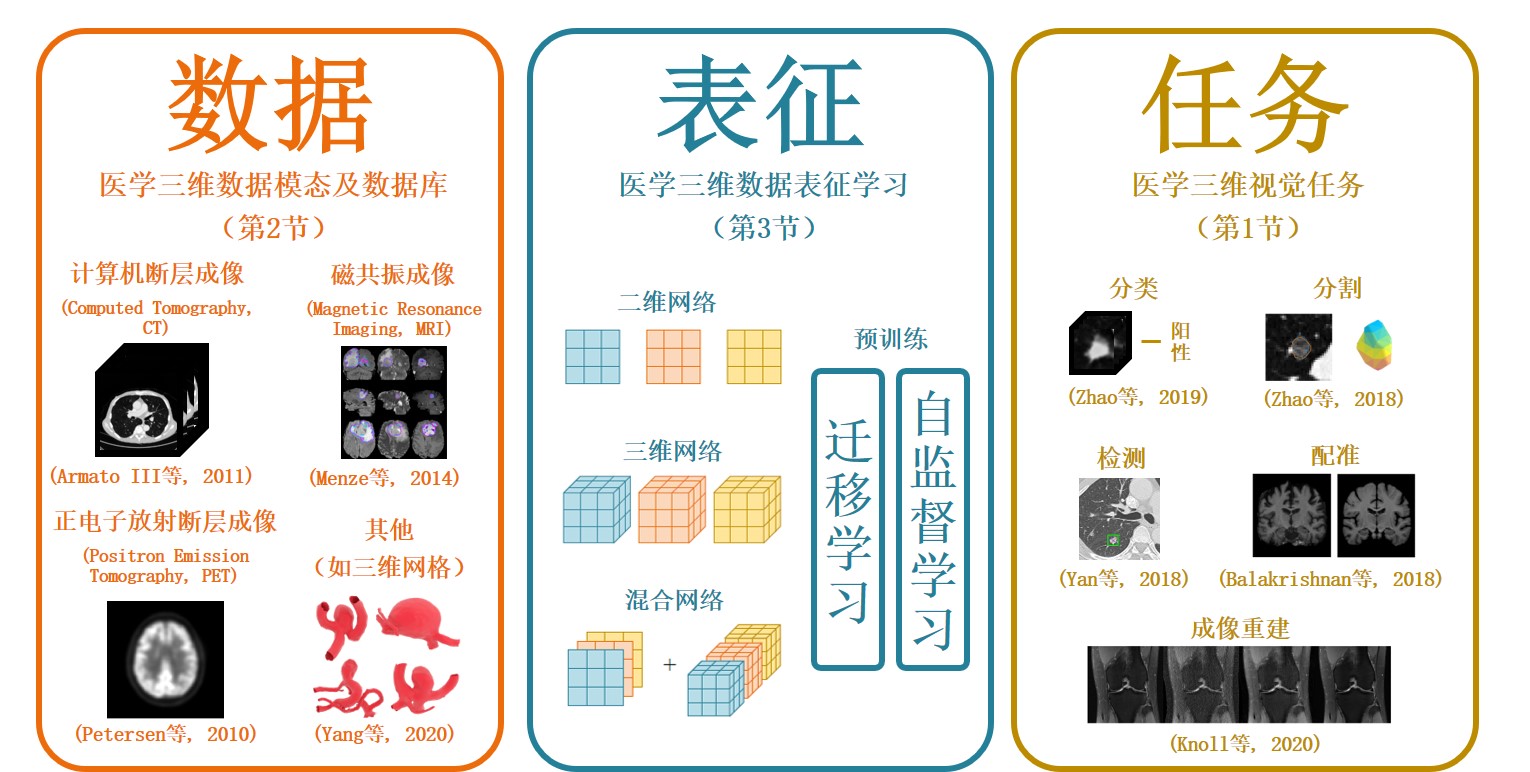 数据
医学三维数据模态及数据库
（第2节）
计算机断层成像
(Computed Tomography,
CT)
(Armato III等, 2011)
磁共振成像
(Magnetic Resonance
Imaging, MRI)
(Menze等, 2014)
正电子放射断层成像
(Positron Emission
Tomography, PET)
(Petersen等, 2010)
其他
（如三维网格）
(Yang等, 2020)
表征
医学三维数据表征学习
（第3节）
二维网络
三维网络
混合网络
+
预训练
迁移学习
自监督学习
任务
医学三维视觉任务
（第1节）
分类
阳
性
(Zhao等, 2019)
分割
(Zhao等, 2018)
检测
(Yan等, 2018)
配准
(Balakrishnan等, 2018)
成像重建
(Knoll等, 2020)